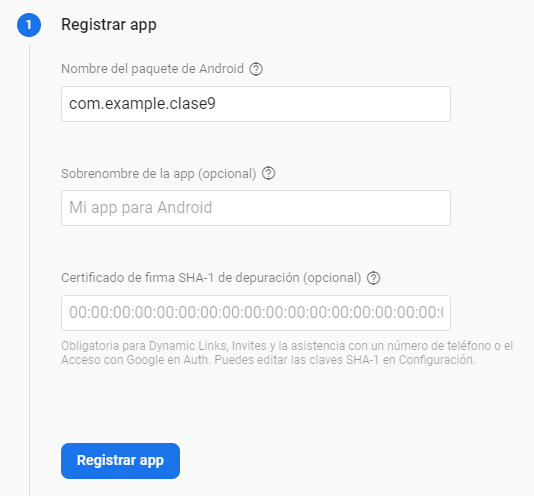 1 Registrar app
Nombre del paquete de Android ?
com.example.clase9
Sobrenombre de la app (opcional) ?
Mi app para Android
Certificado de firma SHA-1 de depuración (opcional) ?
00:00:00:00:00:00:00:00:00:00:00:00:00:00:00:00:00:
Obligatoria para Dynamic Links, Invites y la asistencia con un número de teléfono o el
Acceso con Google en Auth. Puedes editar las claves SHA-1 en Configuración.
Registrar app